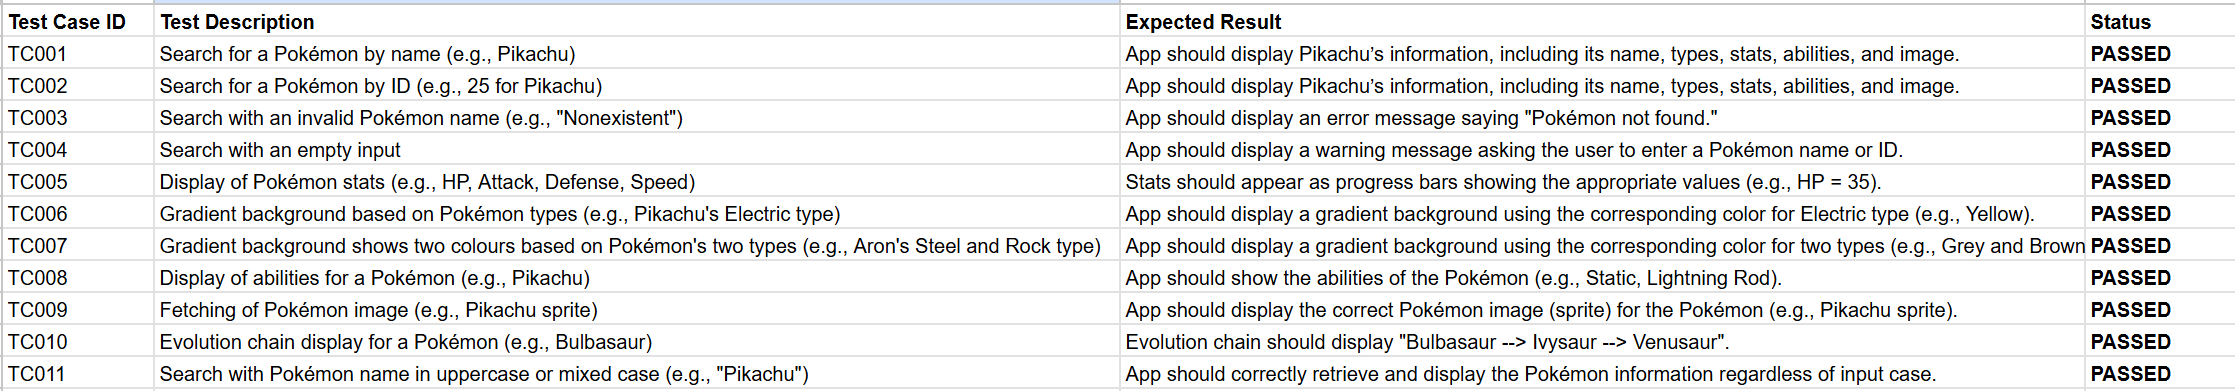 Test Case ID Test Description Expected Result Status
TC001 Search for a Pokémon by name (e.g., Pikachu) App should display Pikachu’s information, including its name, types, stats, abilities, and image. PASSED
TC002 Search for a Pokémon by ID (e.g., 25 for Pikachu) App should display Pikachu’s information, including its name, types, stats, abilities, and image. PASSED
TC003 Search with an invalid Pokémon name (e.g., "Nonexistent") App should display an error message saying "Pokémon not found." PASSED
TC004 Search with an empty input App should display a warning message asking the user to enter a Pokémon name or ID. PASSED
TC005 Display of Pokémon stats (e.g., HP, Attack, Defense, Speed) Stats should appear as progress bars showing the appropriate values (e.g., HP = 35). PASSED
TC006 Gradient background based on Pokémon types (e.g., Pikachu's Electric type) App should display a gradient background using the corresponding color for Electric type (e.g., Yellow). PASSED
TC007 Gradient background shows two colours based on Pokémon's two types (e.g., Aron's Steel and Rock type) App should display a gradient background using the corresponding color for two types (e.g., Grey and Brown PASSED
TC008 Display of abilities for a Pokémon (e.g., Pikachu) App should show the abilities of the Pokémon (e.g., Static, Lightning Rod). PASSED
TC009 Fetching of Pokémon image (e.g., Pikachu sprite) App should display the correct Pokémon image (sprite) for the Pokémon (e.g., Pikachu sprite). PASSED
TC010 Evolution chain display for a Pokémon (e.g., Bulbasaur) Evolution chain should display "Bulbasaur --> Ivysaur --> Venusaur". PASSED
TC011 Search with Pokémon name in uppercase or mixed case (e.g., "Pikachu") App should correctly retrieve and display the Pokémon information regardless of input case. PASSED